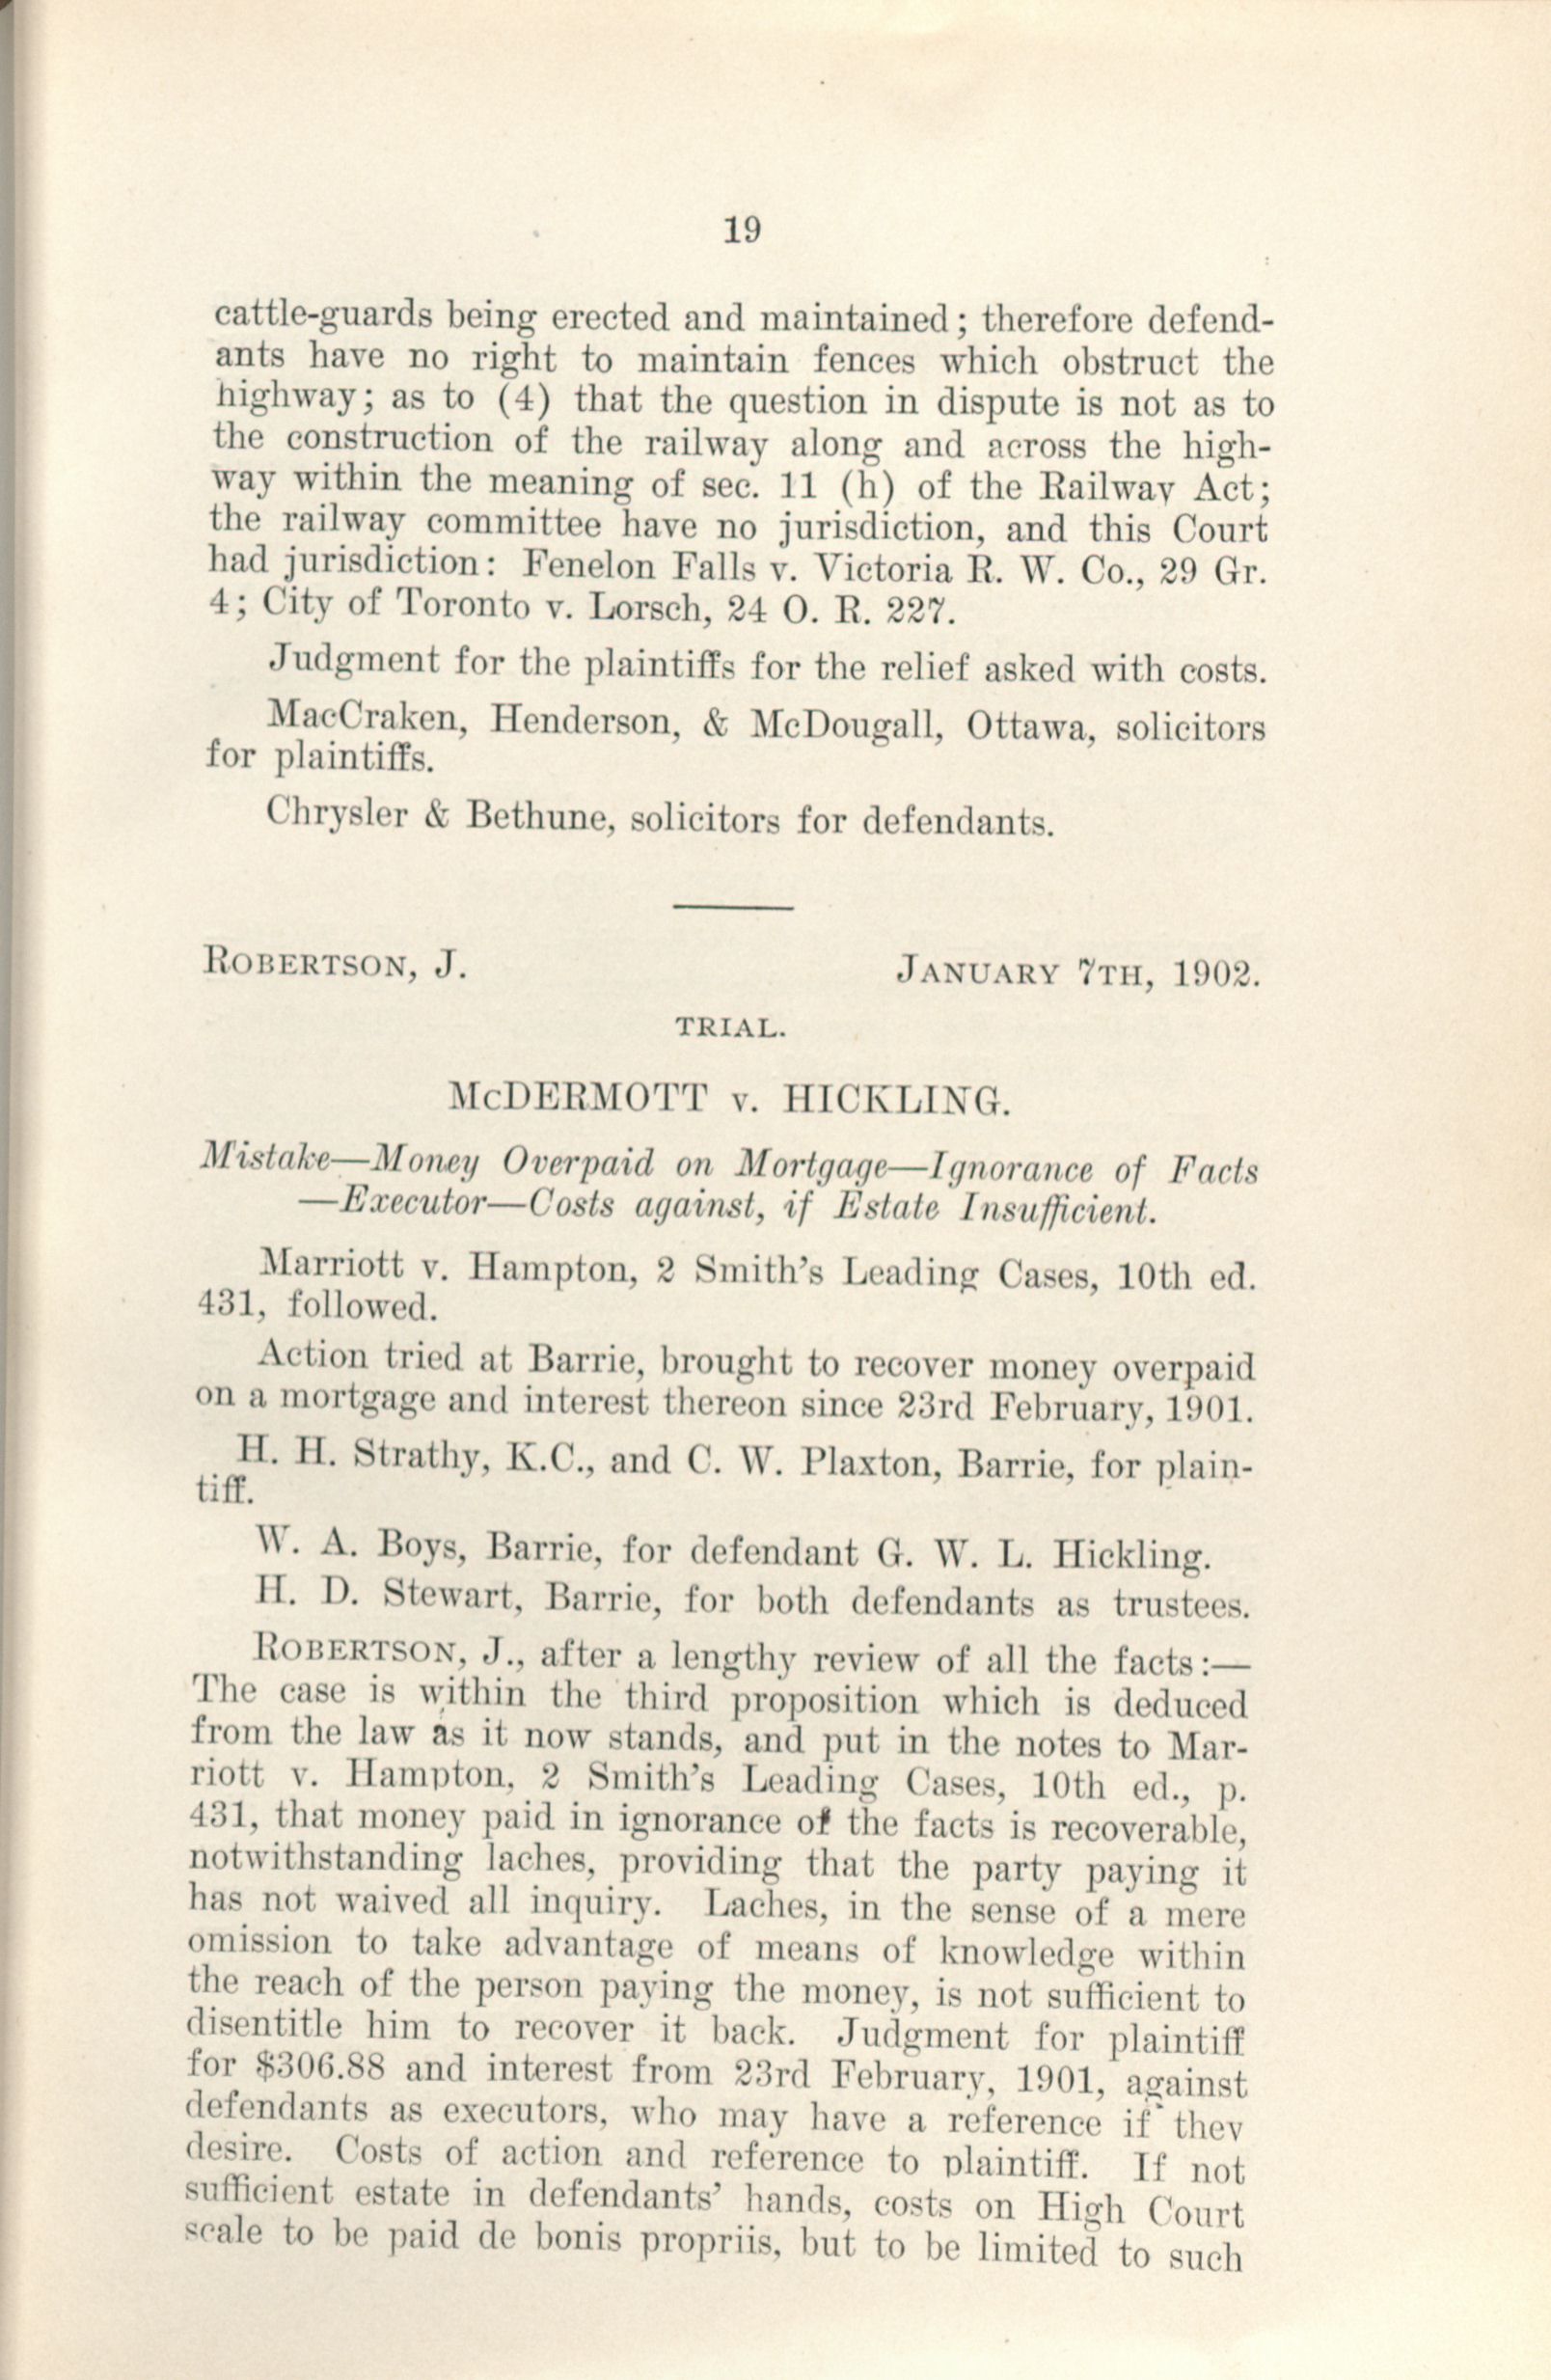 19
cattle-guards being erected and maintained; therefore defend-
ants have no right to maintain fences which obstruct the
highway; as to (4) that the question in dispute is not as to
the construction of the railway along and across the high-
way within the meaning of sec. 11 (h) of the Railway Act;
the railway committee have no jurisdiction, and this Court
had jurisdiction: Fenelon Falls v. Victoria R. W. Co., 29 Gr.
4; City of Toronto v. Lorsch, 24 O. R. 227.
Judgment for the plaintiffs for the relief asked with costs.
MacCraken, Henderson, & McDougall, Ottawa, solicitors
for plaintiffs.
Chrysler & Bethune, solicitors for defendants.
ROBERTSON, J. JANUARY 7TH, 1902.
TRIAL.
McDERMOTT v. HICKLING.
Mistake—Money Overpaid on Mortgage—Ignorance of Facts
—Executor—Costs against, if Estate Insufficient.
Marriott v. Hampton, 2 Smith's Leading Cases, 10th ed.
431, followed.
Action tried at Barrie, brought to recover money overpaid
on a mortgage and interest thereon since 23rd February, 1901.
H. H. Strathy, K.C., and C. W. Plaxton, Barrie, for plain-
tiff.
W. A. Boys, Barrie, for defendant G. W. L. Hickling.
H. D. Stewart, Barrie, for both defendants as trustees.
ROBERTSON, J., after a lengthy review of all the facts:—
The case is within the third proposition which is deduced
from the law as it now stands, and put in the notes to Mar-
riott v. Hampton, 2 Smith's Leading Cases, 10th ed., p.
431, that money paid in ignorance of the facts is recoverable,
notwithstanding laches, providing that the party paying it
has not waived all inquiry. Laches, in the sense of a mere
omission to take advantage of means of knowledge within
the reach of the person paying the money, is not sufficient to
disentitle him to recover it back. Judgment for plaintiff
for $306.88 and interest from 23rd February, 1901, against
defendants as executors, who may have a reference if they
desire. Costs of action and reference to plaintiff. If not
sufficient estate in defendants' hands, costs on High Court
scale to be paid de bonis propriis, but to be limited to such